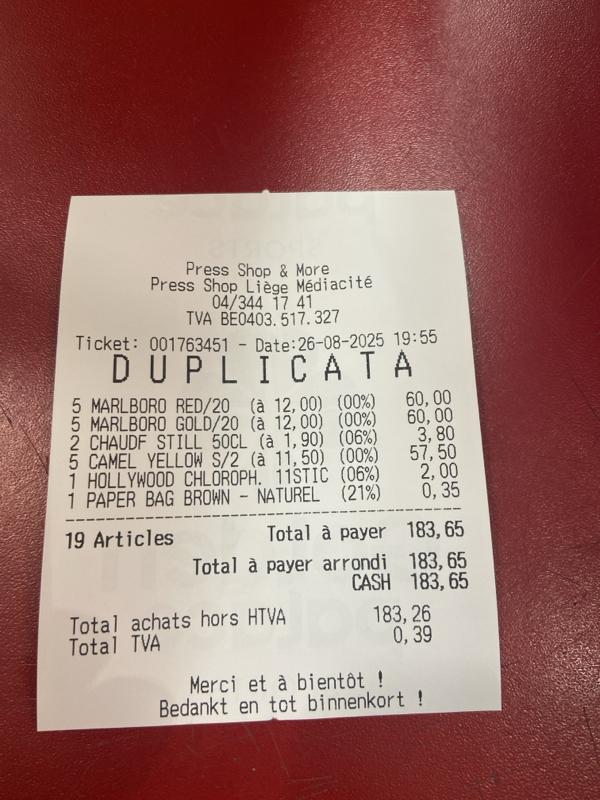 Press Shop & More
Press Shop Liège Médiacité
04/344 17 41
TVA BE0403.517.327
Ticket: 001763451 - Date:26-08-2025 19:55
DUPLICATA
5 MARLBORO RED/20 (à 12,00) (00%) 60,00
5 MARLBORO GOLD/20 (à 12,00) (00%) 60,00
2 CHAUDF STILL 50CL (à 1,90) (06%) 3,80
5 CAMEL YELLOW S/2 (à 11,50) (00%) 57,50
1 HOLLYWOOD CHLOROPH. 11STIC (06%) 2,00
1 PAPER BAG BROWN - NATUREL (21%) 0,35
19 Articles Total à payer 183,65
Total à payer arrondi 183,65
CASH 183,65
Total achats hors HTVA 183,26
Total TVA 0,39
Merci et à bientôt !
Bedankt en tot binnenkort !